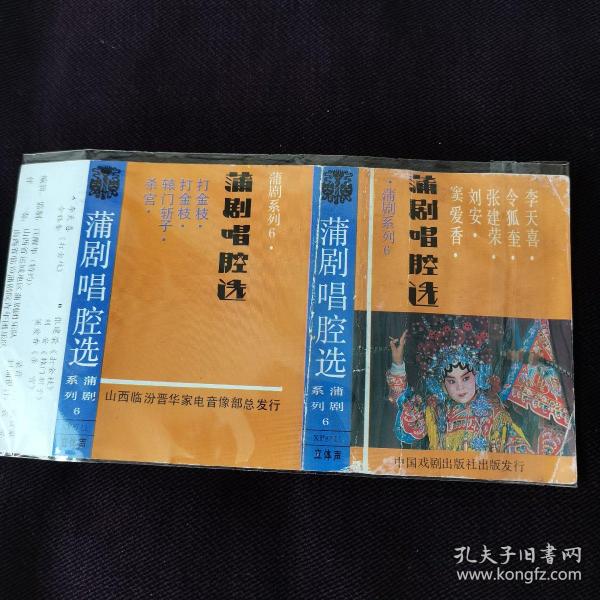 李天喜·
令狐奎·
张建荣·
刘安·
窦爱香·
蒲剧唱腔选
·蒲剧系列6·
中国戏剧出版社出版发行
蒲剧唱腔选
蒲剧
系列
6
立体声
蒲剧系列6·
蒲剧唱腔选
打金枝·
打金枝·
辕门斩子·
杀宫·
山西临汾晋华家电音像部总发行
蒲剧唱腔选
蒲剧
系列
6
立体声
孔夫子旧书网
www.kongfz.com